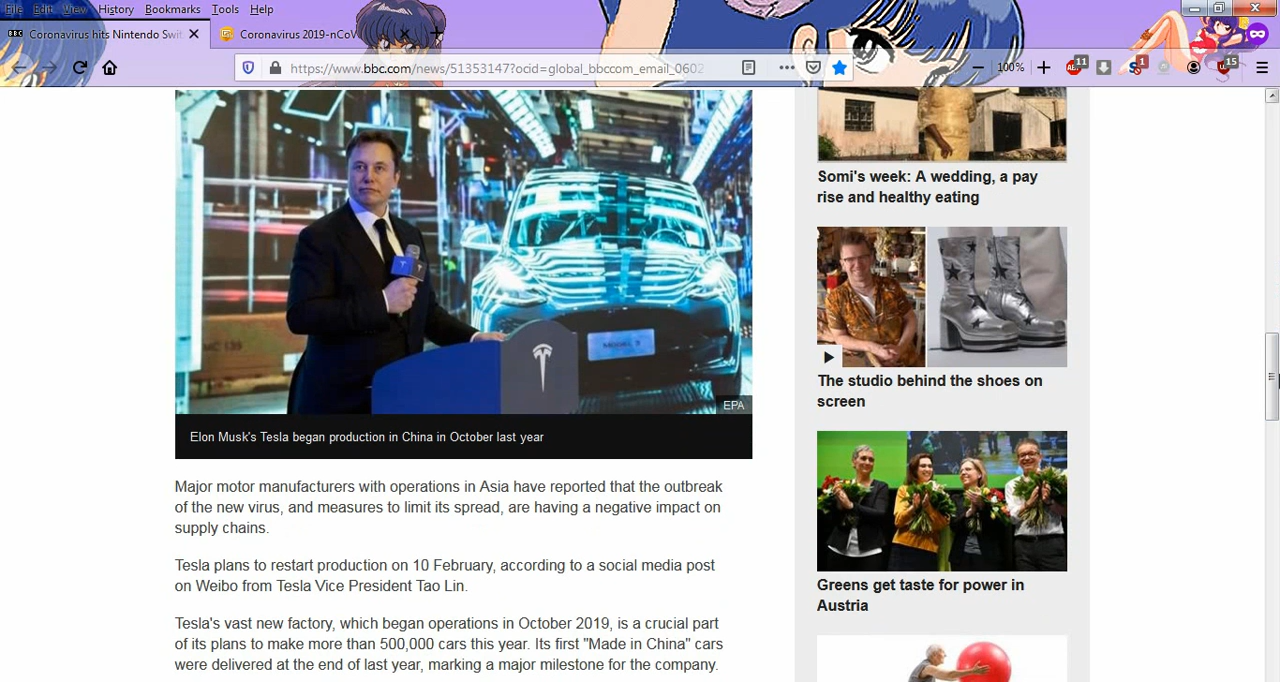 File Edit View History Bookmarks Tools Help
BBC Coronavirus hits Nintendo Swit
Coronavirus 2019-nCoV
https://www.bbc.com/news/51353147?cmd=global_bbccom_email_0602
100%
11
1
15
EPA
Elon Musk's Tesla began production in China in October last year
Major motor manufacturers with operations in Asia have reported that the outbreak
of the new virus, and measures to limit its spread, are having a negative impact on
supply chains.
Tesla plans to restart production on 10 February, according to a social media post
on Weibo from Tesla Vice President Tao Lin.
Tesla's vast new factory, which began operations in October 2019, is a crucial part
of its plans to make more than 500,000 cars this year. Its first "Made in China" cars
were delivered at the end of last year, marking a major milestone for the company.
Somi's week: A wedding, a pay
rise and healthy eating
The studio behind the shoes on
screen
Greens get taste for power in
Austria